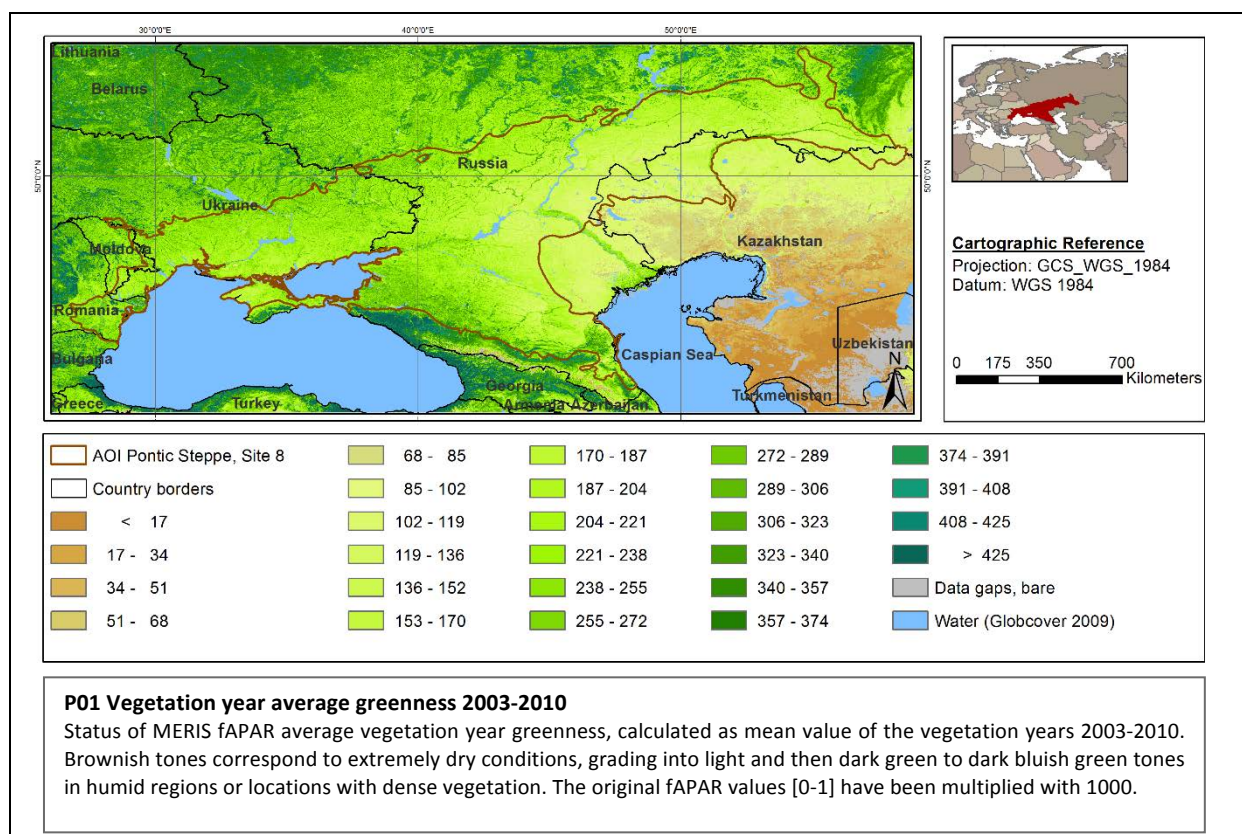 30°0'0"E 40°0'0"E 50°0'0"E
Lithuania
Belarus
Russia
50°0'0"N 50°0'0"N
Ukraine
Moldova
Kazakhstan
Romania
Uzbekistan
Bulgaria
Caspian Sea
N
Georgia
Greece
Turkey
Armenia Azerbaijan
Turkmenistan
Cartographic Reference
Projection: GCS_WGS_1984
Datum: WGS 1984
0 175 350 700
Kilometers
AOI Pontic Steppe, Site 8
Country borders
< 17
17 - 34
34 - 51
51 - 68
68 - 85
85 - 102
102 - 119
119 - 136
136 - 152
153 - 170
170 - 187
187 - 204
204 - 221
221 - 238
238 - 255
255 - 272
272 - 289
289 - 306
306 - 323
323 - 340
340 - 357
357 - 374
374 - 391
391 - 408
408 - 425
> 425
Data gaps, bare
Water (Globcover 2009)
P01 Vegetation year average greenness 2003-2010
Status of MERIS fAPAR average vegetation year greenness, calculated as mean value of the vegetation years 2003-2010.
Brownish tones correspond to extremely dry conditions, grading into light and then dark green to dark bluish green tones
in humid regions or locations with dense vegetation. The original fAPAR values [0-1] have been multiplied with 1000.